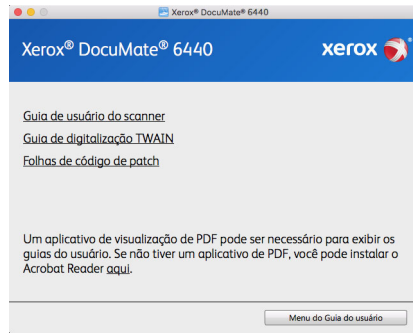 Xerox® DocuMate® 6440
Xerox® DocuMate® 6440
xerox
Guia de usuário do scanner
Guia de digitalização TWAIN
Folhas de código de patch
Um aplicativo de visualização de PDF pode ser necessário para exibir os
guias do usuário. Se não tiver um aplicativo de PDF, você pode instalar o
Acrobat Reader aqui.
Menu do Guia do usuário